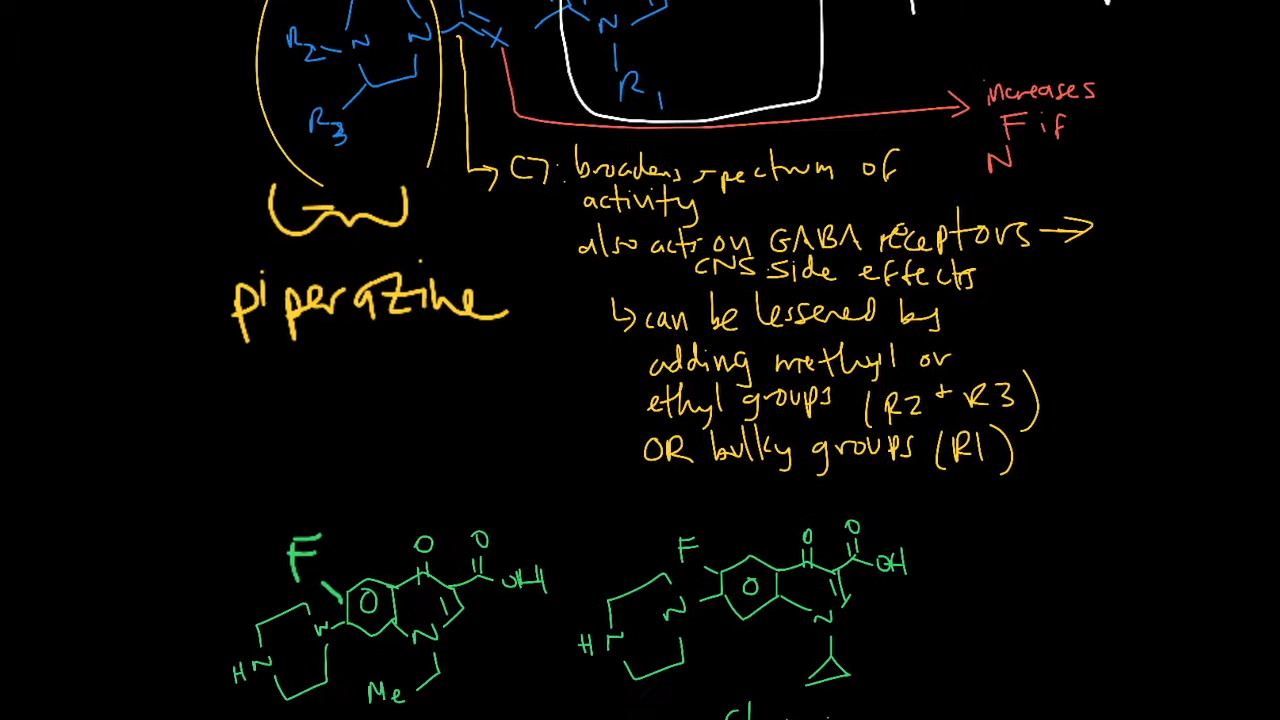 N
R2
N
N
X
R1
R3
increases
F if
N
C7: broadens spectrum of
activity
also acts on GABA receptors →
CNS side effects
↳ can be lessened by
adding methyl or
ethyl groups (R2 + R3)
OR bulky groups (R1)
piperazine
F
O
O
OH
N
N
HN
Me
F
O
O
OH
N
N
HN